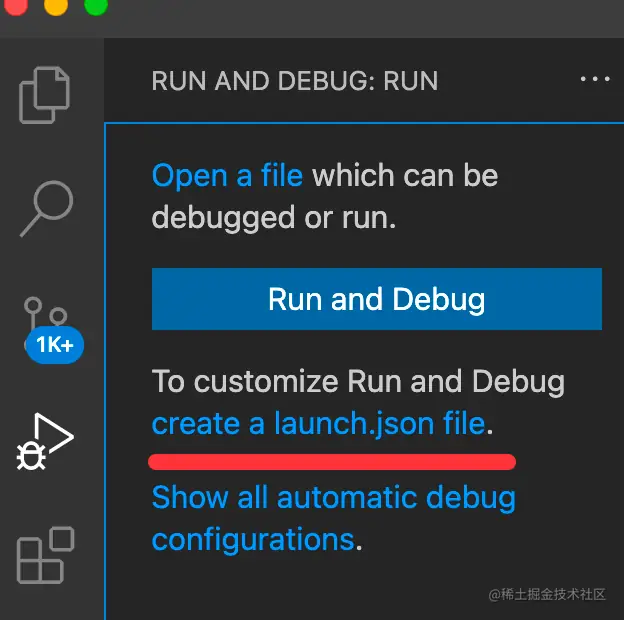 RUN AND DEBUG: RUN
Open a file which can be
debugged or run.
Run and Debug
1K+
To customize Run and Debug
create a launch.json file.
Show all automatic debug
configurations.
@稀土掘金技术社区